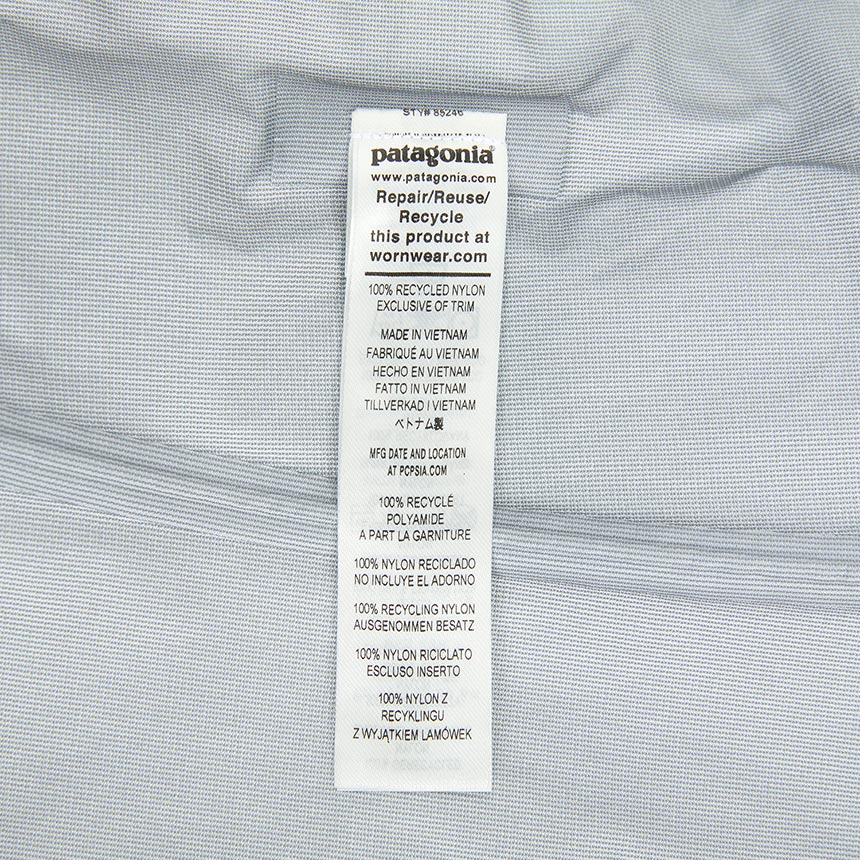 STY# 85246
patagonia®
www.patagonia.com
Repair/Reuse/
Recycle
this product at
wornwear.com
100% RECYCLED NYLON
EXCLUSIVE OF TRIM
MADE IN VIETNAM
FABRIQUÉ AU VIETNAM
HECHO EN VIETNAM
FATTO IN VIETNAM
TILLVERKAD I VIETNAM
ベトナム製
MFG DATE AND LOCATION
AT PCPSIA.COM
100% RECYCLÉ
POLYAMIDE
A PART LA GARNITURE
100% NYLON RECICLADO
NO INCLUYE EL ADORNO
100% RECYCLING NYLON
AUSGENOMMEN BESATZ
100% NYLON RICICLATO
ESCLUSO INSERTO
100% NYLON Z
RECYKLINGU
Z WYJĄTKIEM LAMÓWEK